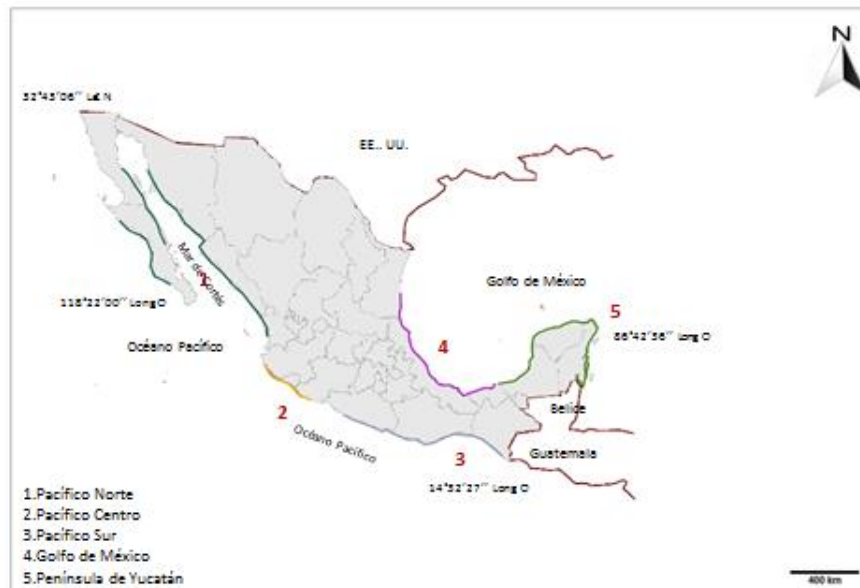 N
32°43'06'' Lat N
EE.. UU.
Mar de Cortés
1
118°22'00'' Long O
Golfo de México
5
86°42'36'' Long O
Océano Pacífico
4
2
Océano Pacífico
3
Belice
Guatemala
14°32'27'' Long O
1.Pacífico Norte
2.Pacífico Centro
3.Pacífico Sur
4.Golfo de México
5.Península de Yucatán
400 km